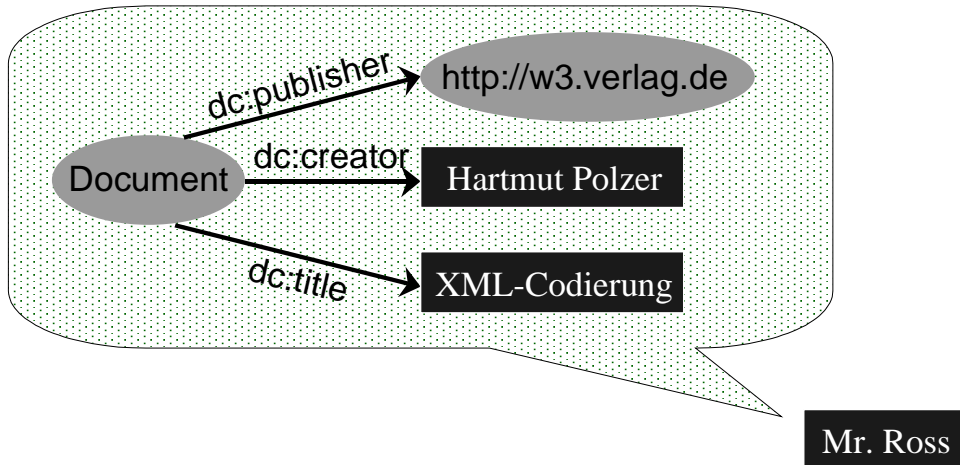 dc:publisher
http://w3.verlag.de
Document
dc:creator
Hartmut Polzer
dc:title
XML-Codierung
Mr. Ross